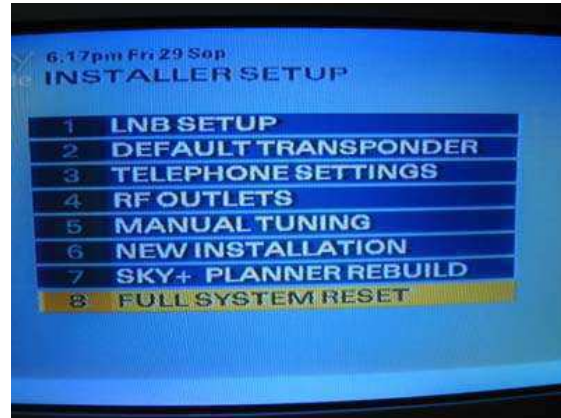 6.17pm Fri 29 Sep
INSTALLER SETUP
1 LNB SETUP
2 DEFAULT TRANSPONDER
3 TELEPHONE SETTINGS
4 RF OUTLETS
5 MANUAL TUNING
6 NEW INSTALLATION
7 SKY+ PLANNER REBUILD
8 FULL SYSTEM RESET